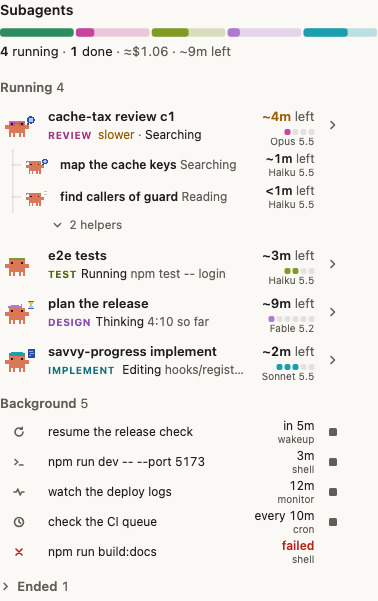 Subagents
4 running · 1 done · ≈$1.06 · ~9m left
Running 4
cache-tax review c1 ~4m left
REVIEW slower · Searching
Opus 5.5
map the cache keys Searching ~1m left
Haiku 5.5
find callers of guard Reading <1m left
Haiku 5.5
2 helpers
e2e tests ~3m left
TEST Running npm test -- login
Haiku 5.5
plan the release ~9m left
DESIGN Thinking 4:10 so far
Fable 5.2
savvy-progress implement ~2m left
IMPLEMENT Editing hooks/regist...
Sonnet 5.5
Background 5
resume the release check in 5m
wakeup
npm run dev -- --port 5173 3m
shell
watch the deploy logs 12m
monitor
check the CI queue every 10m
cron
npm run build:docs failed
shell
Ended 1